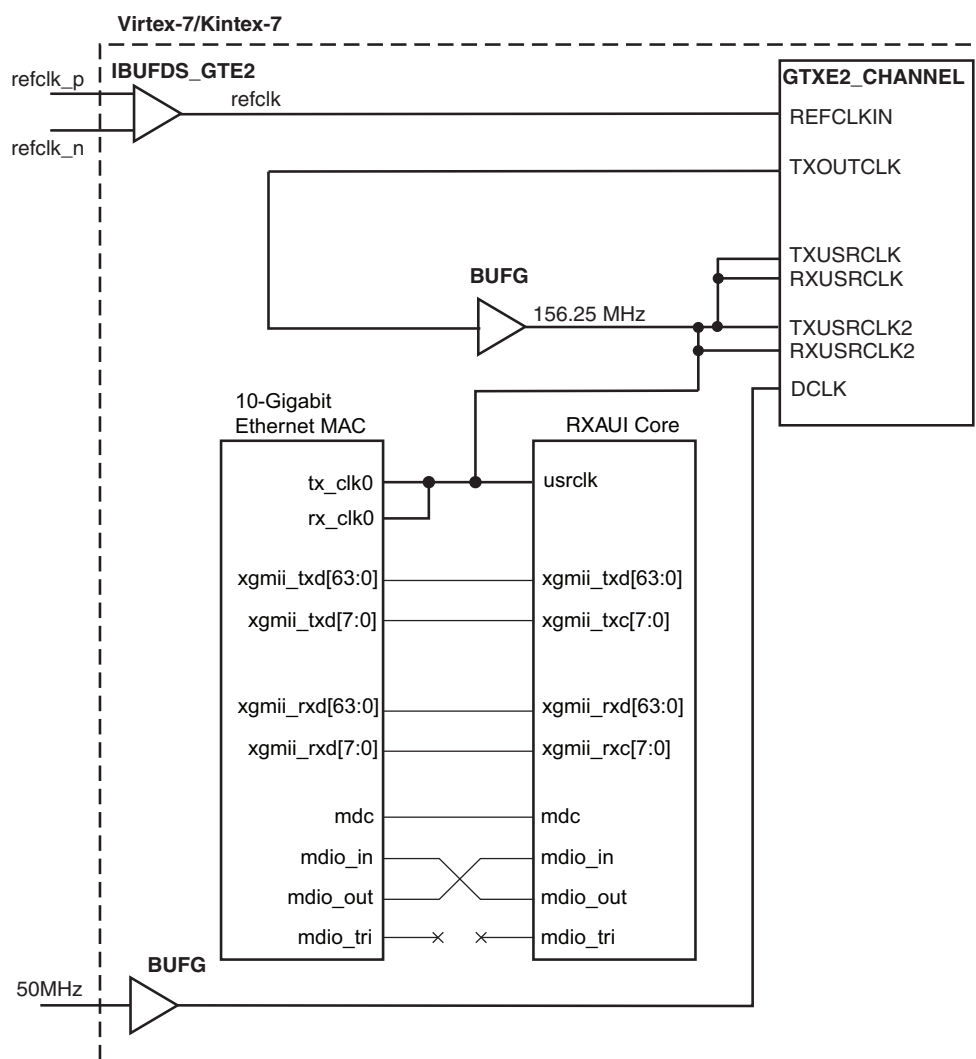 Virtex-7/Kintex-7
refclk_p
IBUFDS_GTE2
refclk
refclk_n
GTXE2_CHANNEL
REFCLKIN
TXOUTCLK
TXUSRCLK
RXUSRCLK
BUFG
156.25 MHz
TXUSRCLK2
RXUSRCLK2
DCLK
10-Gigabit
Ethernet MAC
RXAUI Core
tx_clk0
usrclk
rx_clk0
xgmii_txd[63:0]
xgmii_txd[63:0]
xgmii_txd[7:0]
xgmii_txc[7:0]
xgmii_rxd[63:0]
xgmii_rxd[63:0]
xgmii_rxd[7:0]
xgmii_rxc[7:0]
mdc
mdc
mdio_in
mdio_in
mdio_out
mdio_out
mdio_tri
mdio_tri
BUFG
50MHz